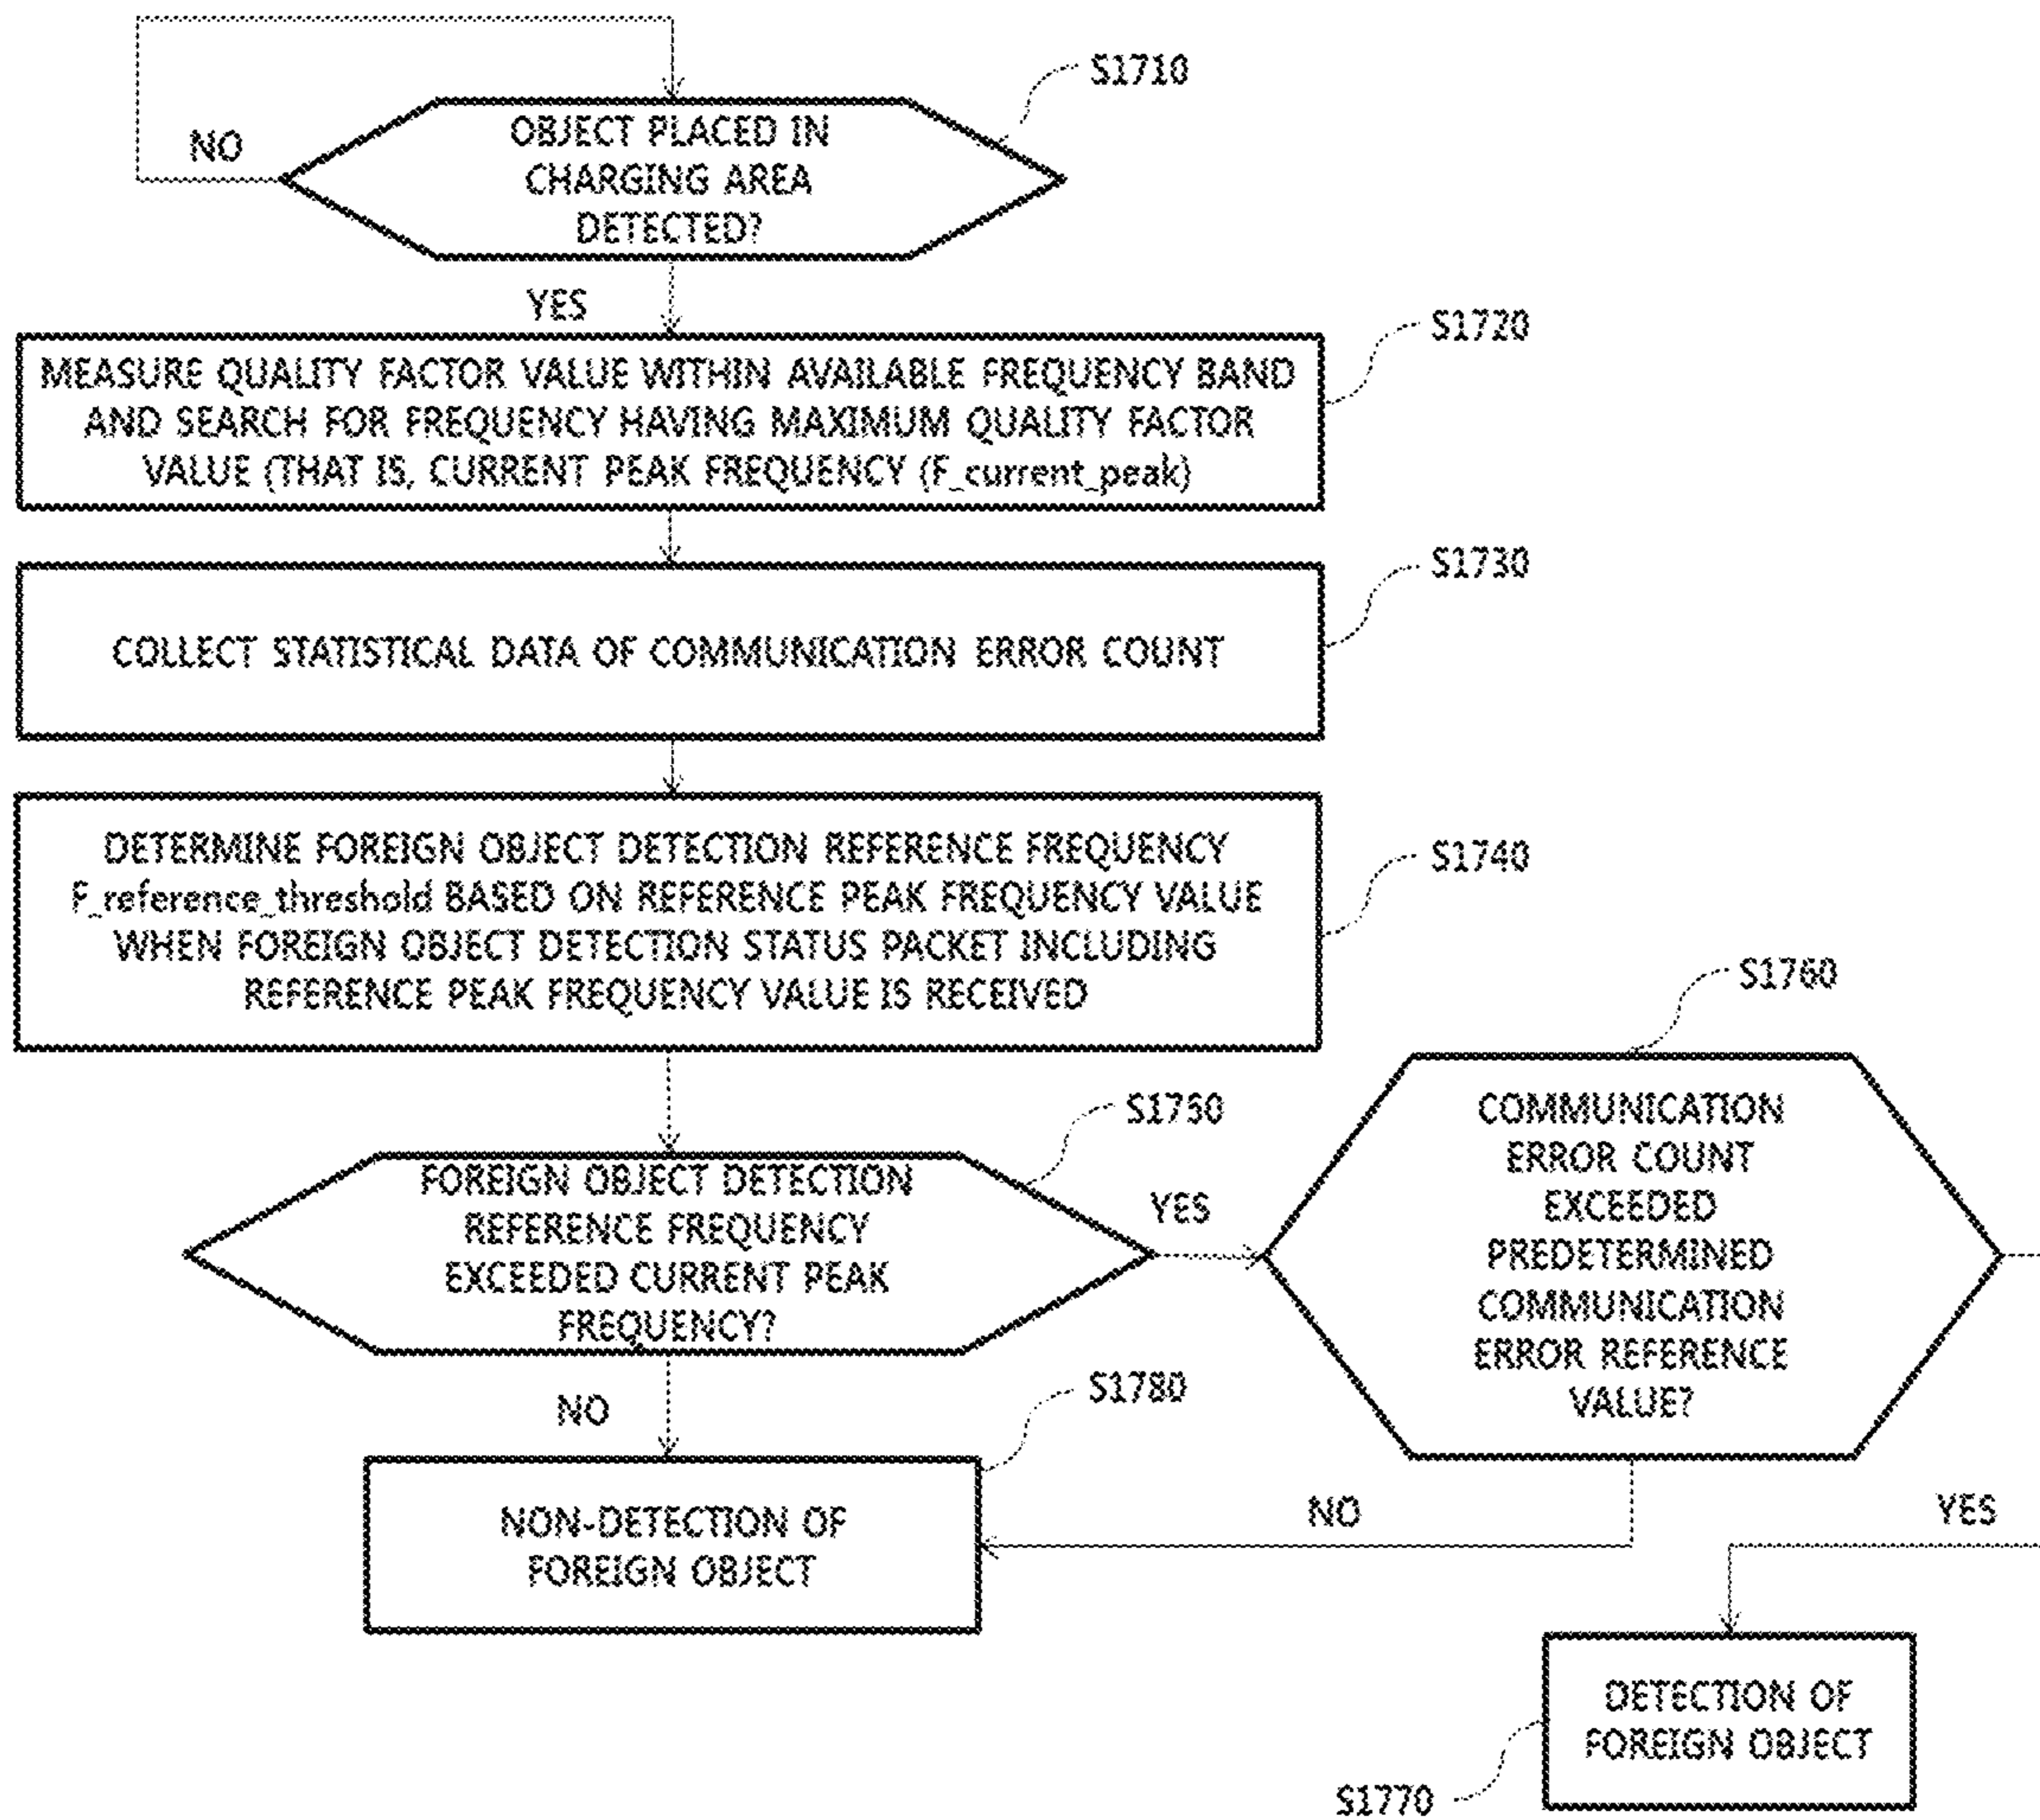 S1710
OBJECT PLACED IN
CHARGING AREA
DETECTED?
NO
YES
S1720
MEASURE QUALITY FACTOR VALUE WITHIN AVAILABLE FREQUENCY BAND
AND SEARCH FOR FREQUENCY HAVING MAXIMUM QUALITY FACTOR
VALUE (THAT IS, CURRENT PEAK FREQUENCY (F_current_peak)
S1730
COLLECT STATISTICAL DATA OF COMMUNICATION ERROR COUNT
S1740
DETERMINE FOREIGN OBJECT DETECTION REFERENCE FREQUENCY
F_reference_threshold BASED ON REFERENCE PEAK FREQUENCY VALUE
WHEN FOREIGN OBJECT DETECTION STATUS PACKET INCLUDING
REFERENCE PEAK FREQUENCY VALUE IS RECEIVED
S1750
FOREIGN OBJECT DETECTION
REFERENCE FREQUENCY
EXCEEDED CURRENT PEAK
FREQUENCY?
YES
NO
S1760
COMMUNICATION
ERROR COUNT
EXCEEDED
PREDETERMINED
COMMUNICATION
ERROR REFERENCE
VALUE?
NO
YES
S1780
NON-DETECTION OF
FOREIGN OBJECT
DETECTION OF
FOREIGN OBJECT
S1770